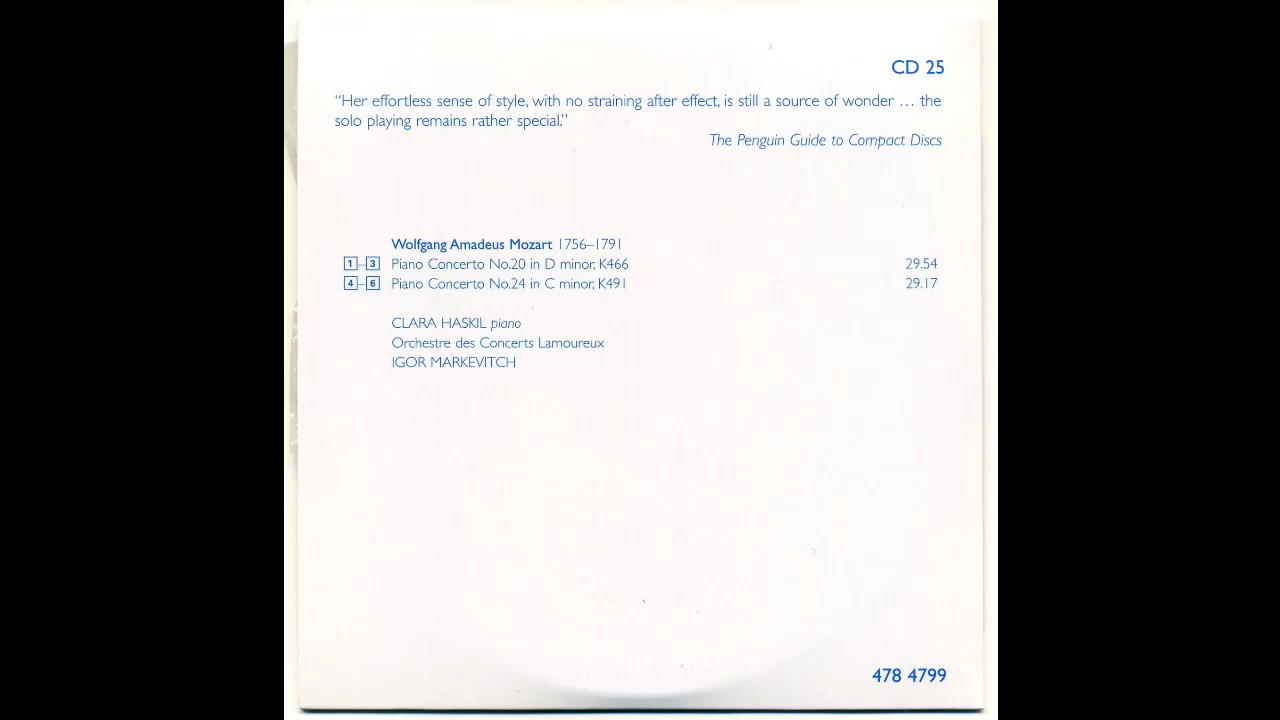 CD 25
“Her effortless sense of style, with no straining after effect, is still a source of wonder … the
solo playing remains rather special.”
The Penguin Guide to Compact Discs
Wolfgang Amadeus Mozart 1756–1791
1–3 Piano Concerto No.20 in D minor, K466 29.54
4–6 Piano Concerto No.24 in C minor, K491 29.17
CLARA HASKIL piano
Orchestre des Concerts Lamoureux
IGOR MARKEVITCH
478 4799